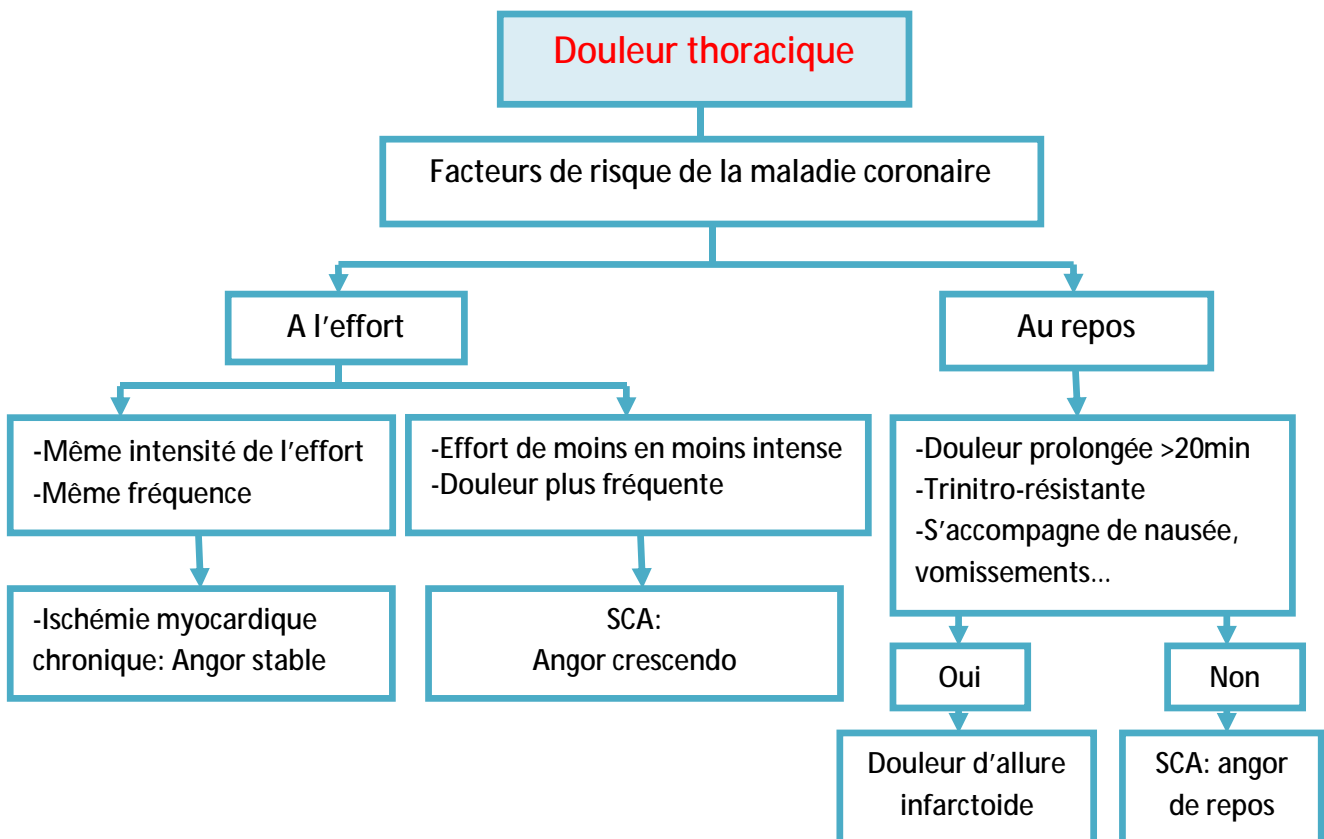 Douleur thoracique
Facteurs de risque de la maladie coronaire
A l’effort
Au repos
-Même intensité de l’effort
-Même fréquence
-Effort de moins en moins intense
-Douleur plus fréquente
-Douleur prolongée >20min
-Trinitro-résistante
-S’accompagne de nausée,
vomissements...
-Ischémie myocardique
chronique: Angor stable
SCA:
Angor crescendo
Oui
Non
Douleur d’allure
infarctoide
SCA: angor
de repos